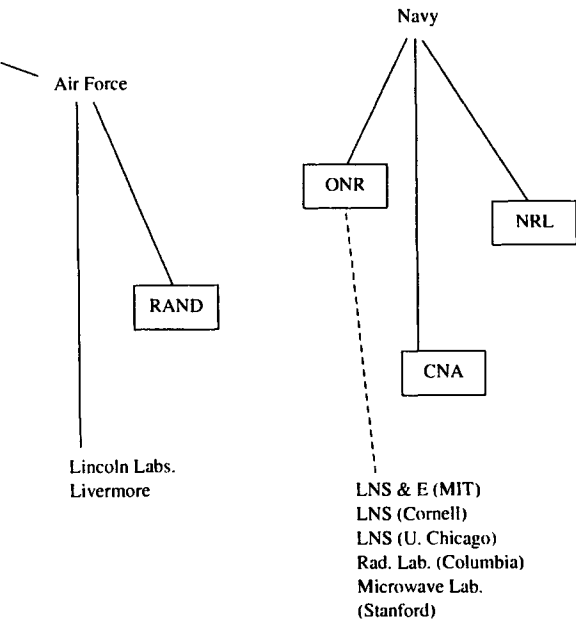 Navy
Air Force
ONR
NRL
RAND
CNA
Lincoln Labs.
Livermore
LNS & E (MIT)
LNS (Cornell)
LNS (U. Chicago)
Rad. Lab. (Columbia)
Microwave Lab.
(Stanford)